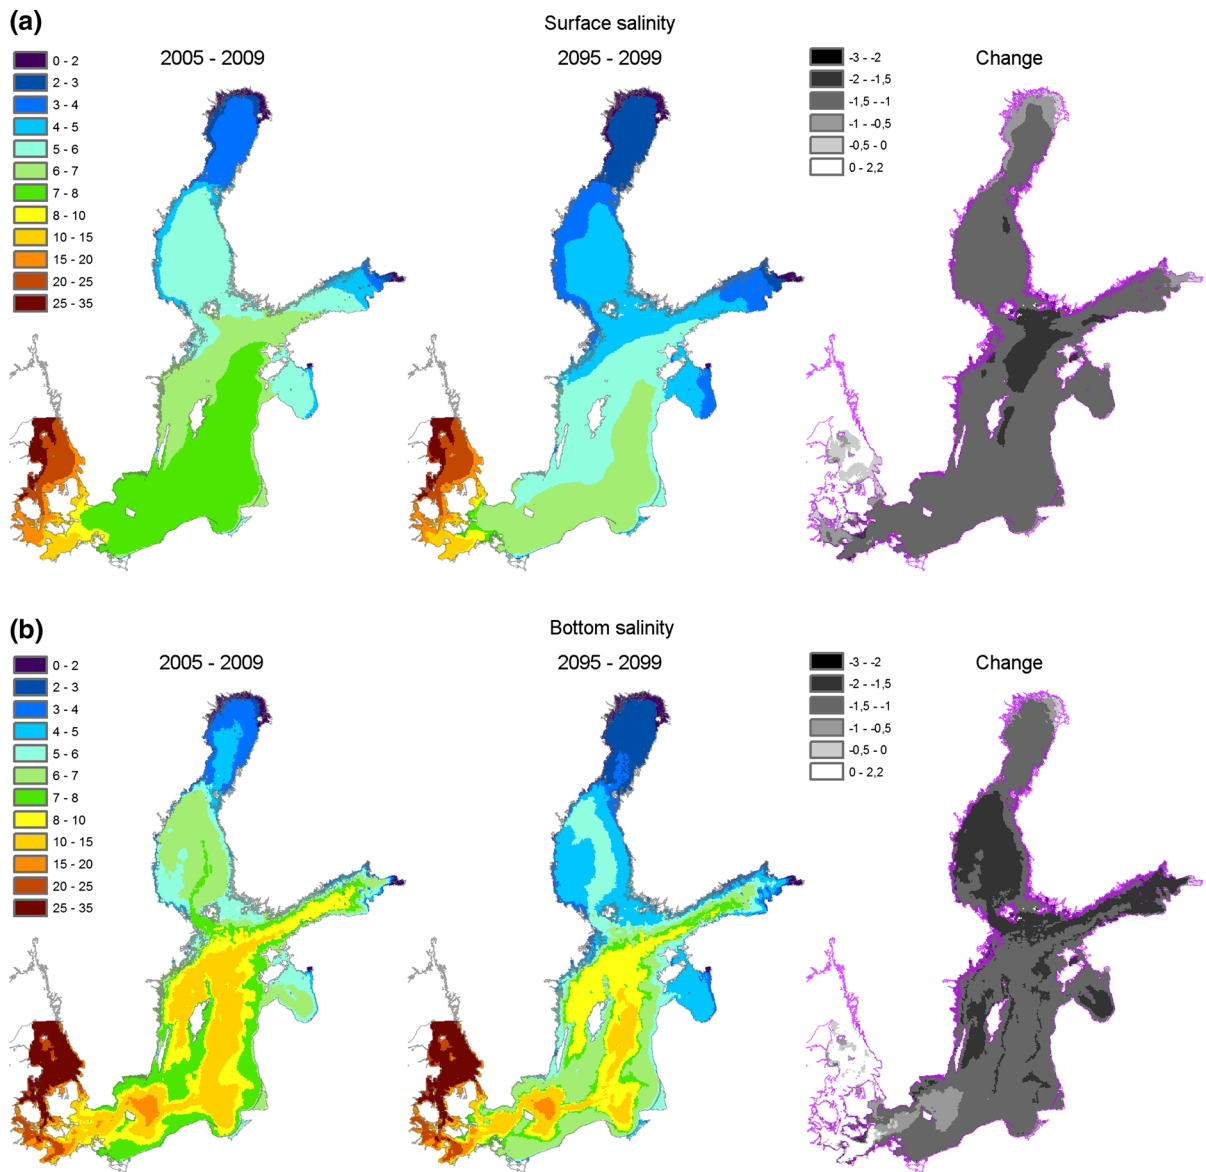 (a)
Surface salinity
2005 - 2009
2095 - 2099
Change
0 - 2
2 - 3
3 - 4
4 - 5
5 - 6
6 - 7
7 - 8
8 - 10
10 - 15
15 - 20
20 - 25
25 - 35
-3 - -2
-2 - -1,5
-1,5 - -1
-1 - -0,5
-0,5 - 0
0 - 2,2
(b)
Bottom salinity
2005 - 2009
2095 - 2099
Change
0 - 2
2 - 3
3 - 4
4 - 5
5 - 6
6 - 7
7 - 8
8 - 10
10 - 15
15 - 20
20 - 25
25 - 35
-3 - -2
-2 - -1,5
-1,5 - -1
-1 - -0,5
-0,5 - 0
0 - 2,2